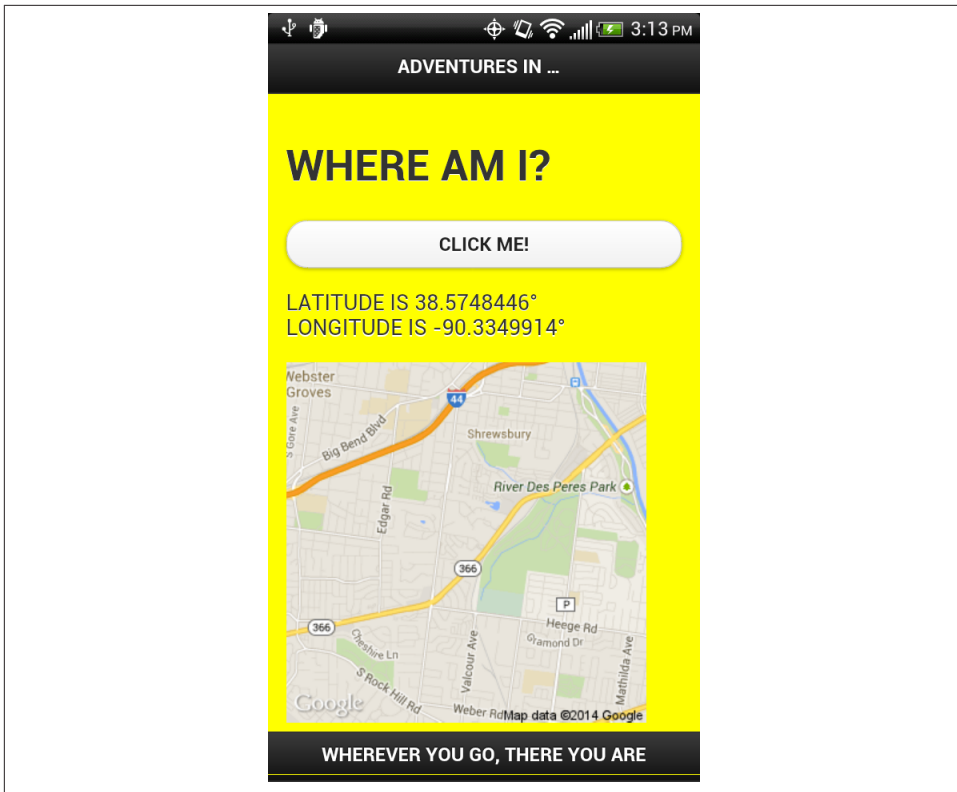 3:13 PM
ADVENTURES IN ...
WHERE AM I?
CLICK ME!
LATITUDE IS 38.5748446°
LONGITUDE IS -90.3349914°
Webster
Groves
44
S Gore Ave
Big Bend Blvd
Shrewsbury
Edgar Rd
River Des Peres Park
366
P
366
Heege Rd
Gramond Dr
Cheshire Ln
Valcour Ave
Mathilda Ave
S Rock Hill Rd
Google
Weber Rd
Map data ©2014 Google
WHEREVER YOU GO, THERE YOU ARE